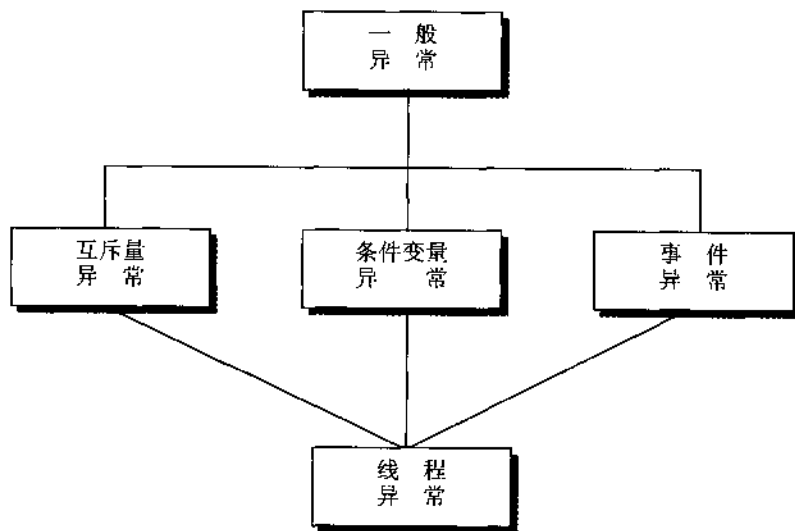 一 般
异 常
互斥量
异 常
条件变量
异 常
事 件
异 常
线 程
异 常